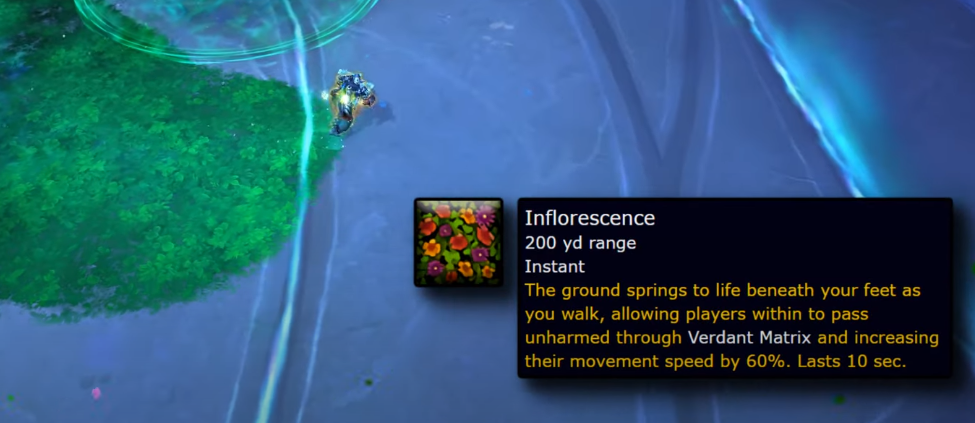 Inflorescence
200 yd range
Instant
The ground springs to life beneath your feet as
you walk, allowing players within to pass
unharmed through Verdant Matrix and increasing
their movement speed by 60%. Lasts 10 sec.